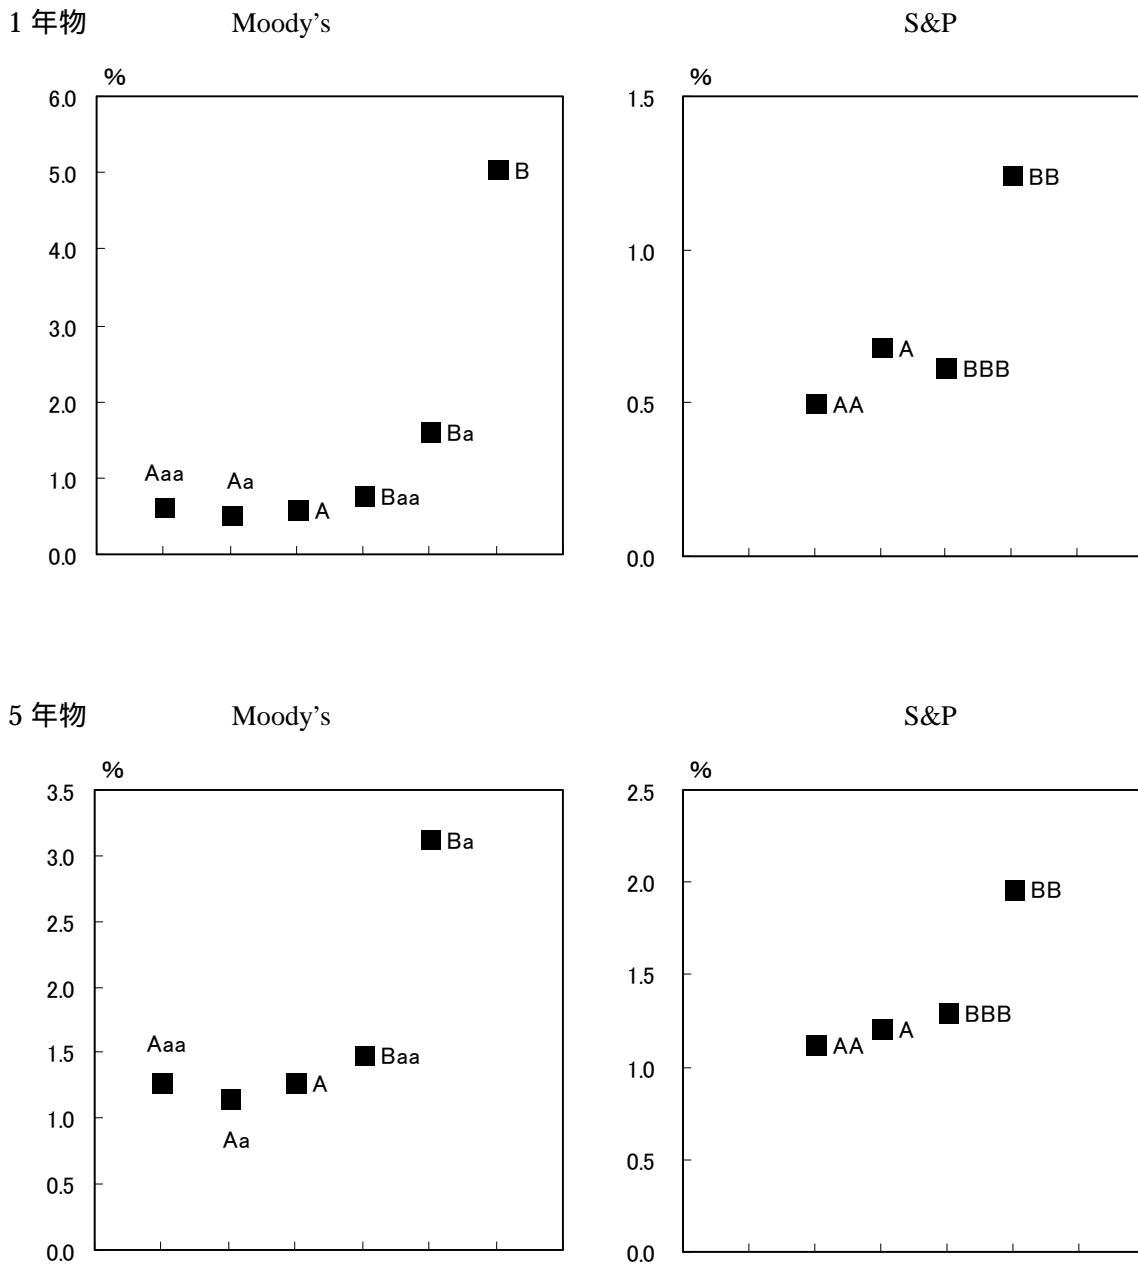 1 年物 Moody's S&P
% %
6.0 1.5
5.0 B BB
4.0 1.0
3.0
2.0 A
Ba BBB
0.5 AA
Aaa Aa
1.0 A Baa
0.0 0.0
5 年物 Moody's S&P
% %
3.5 2.5
3.0 Ba 2.0 BB
2.5
2.0 1.5
1.5 Aaa Baa BBB
A AA A
1.0 1.0
Aa
0.5 0.5
0.0 0.0